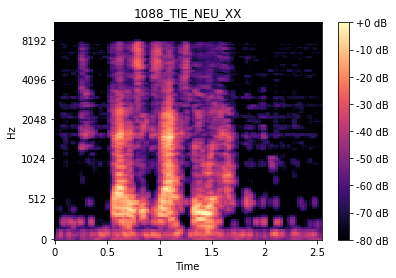 1088_TIE_NEU_XX
+0 dB
8192
-10 dB
4096
-20 dB
-30 dB
2048
Hz
-40 dB
1024
-50 dB
512
-60 dB
-70 dB
0
-80 dB
0 0.5 1 1.5 2 2.5
Time